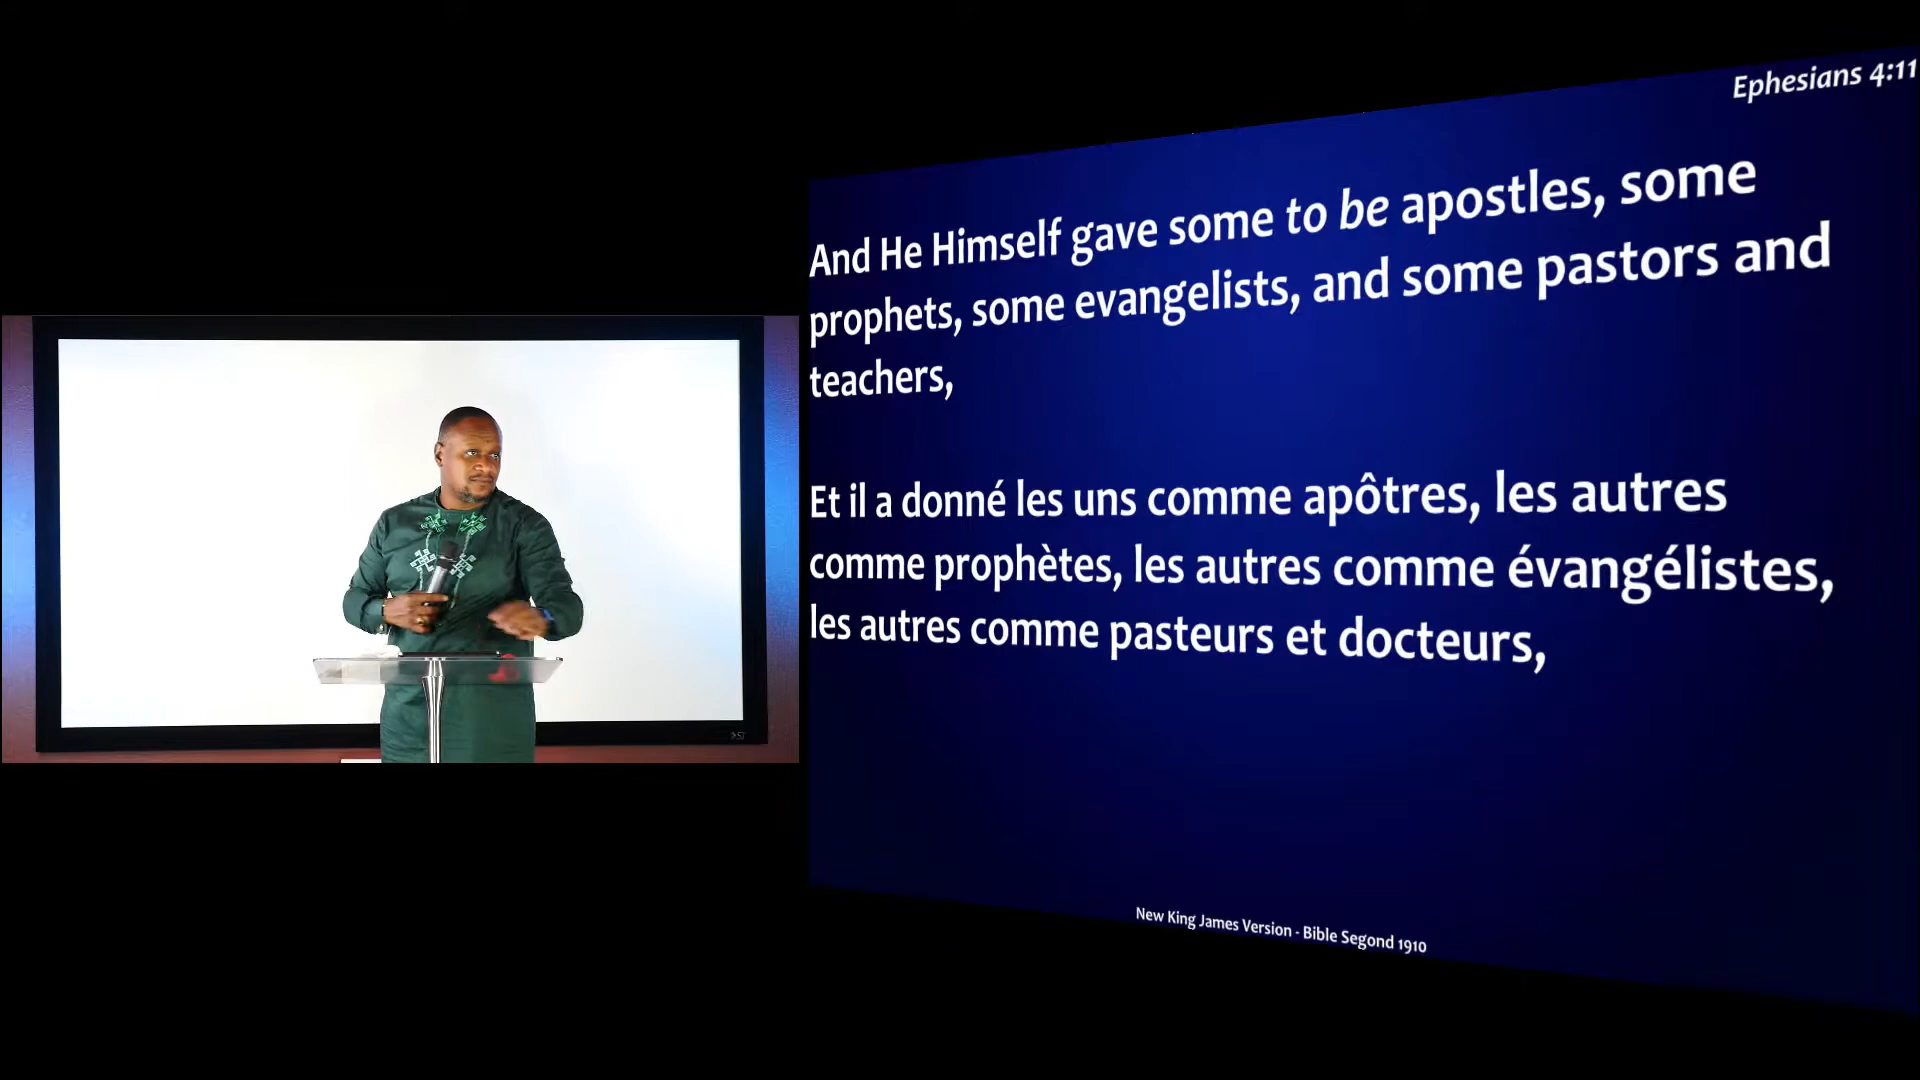 Ephesians 4:11
And He Himself gave some to be apostles, some
prophets, some evangelists, and some pastors and
teachers,
Et il a donné les uns comme apôtres, les autres
comme prophètes, les autres comme évangélistes,
les autres comme pasteurs et docteurs,
New King James Version - Bible Segond 1910